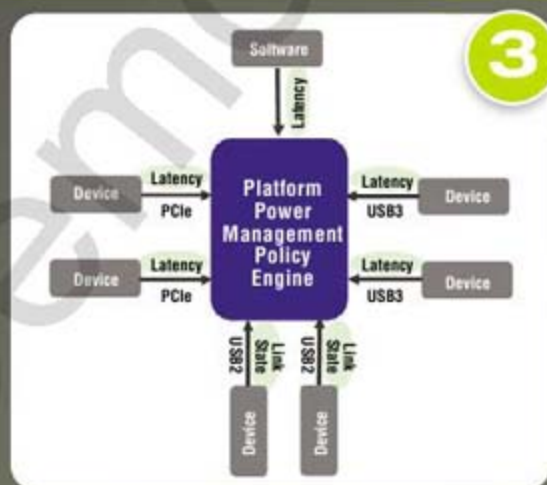 3
Software
Latency
Device
Latency
PCIe
Platform
Power
Management
Policy
Engine
Latency
USB3
Device
Device
Latency
PCIe
Latency
USB3
Device
USB2
Link
State
USB2
Link
State
Device
Device